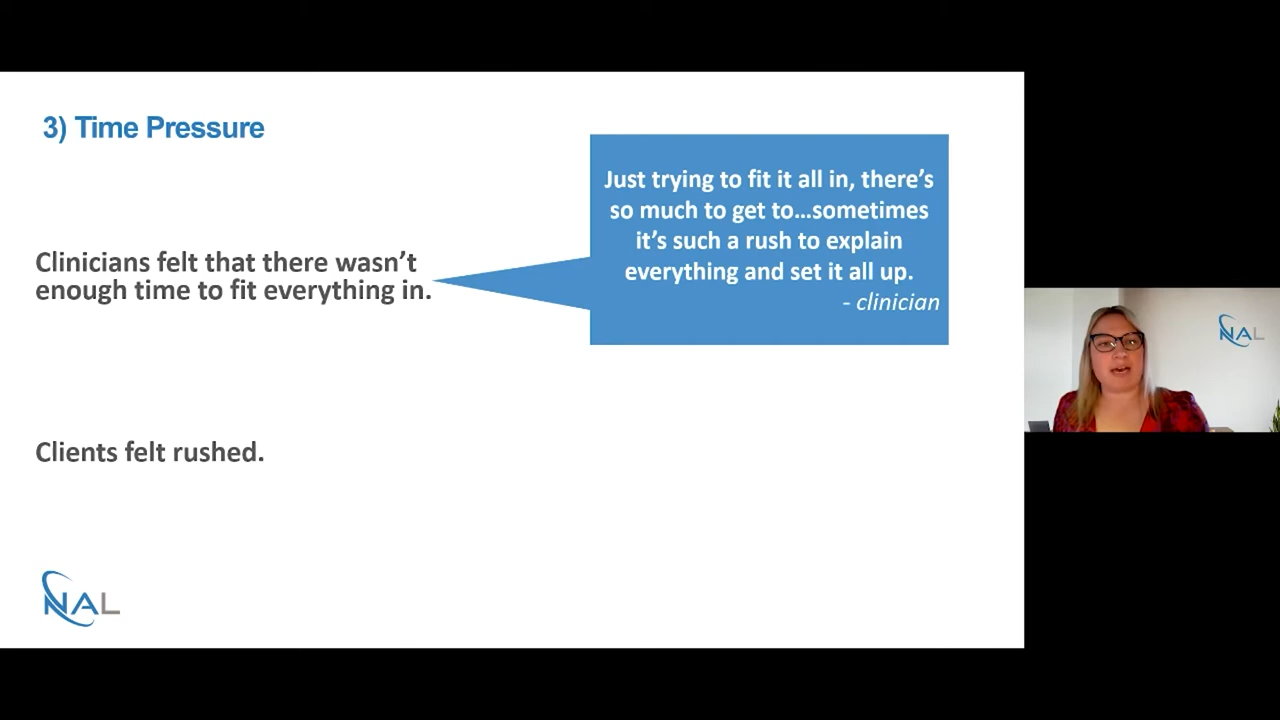 3) Time Pressure
Clinicians felt that there wasn’t
enough time to fit everything in.
Just trying to fit it all in, there’s
so much to get to…sometimes
it’s such a rush to explain
everything and set it all up.
- clinician
Clients felt rushed.
NAL
NAL